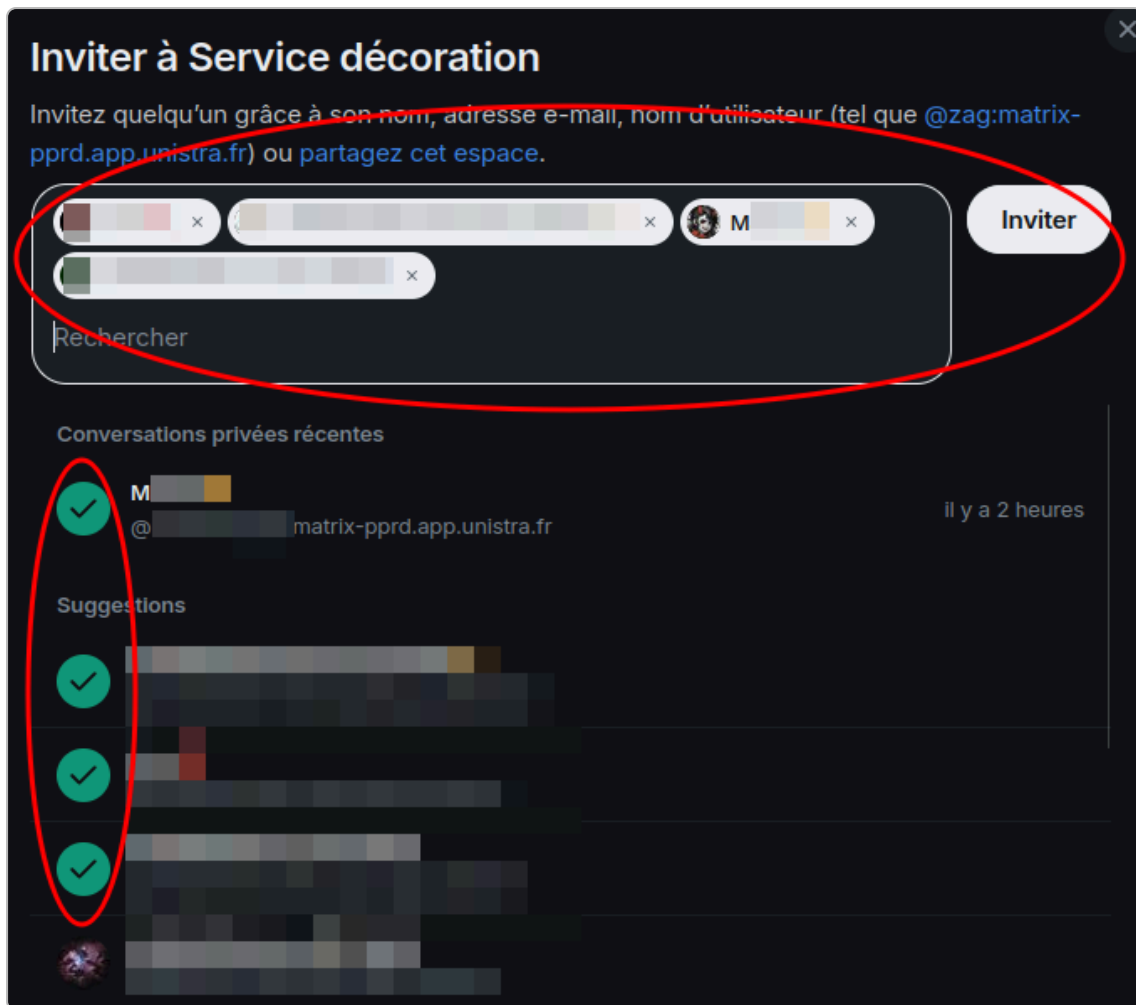 Inviter à Service décoration
Invitez quelqu’un grâce à son nom, adresse e-mail, nom d’utilisateur (tel que @zag:matrix-
pprd.app.unistra.fr) ou partagez cet espace.
M
Inviter
Rechercher
Conversations privées récentes
M
@ matrix-pprd.app.unistra.fr
il y a 2 heures
Suggestions